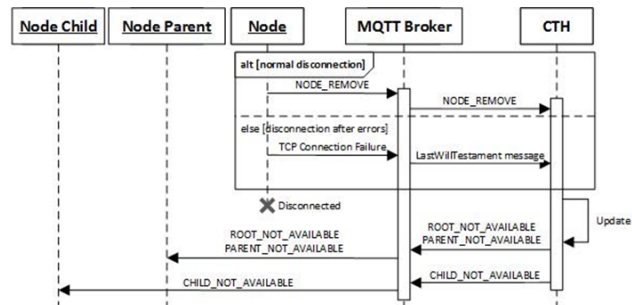 Node Child
Node Parent
Node
MQTT Broker
CTH
alt [normal disconnection]
NODE_REMOVE
NODE_REMOVE
else [disconnection after errors]
TCP Connection Failure
LastWillTestament message
Disconnected
Update
ROOT_NOT_AVAILABLE
PARENT_NOT_AVAILABLE
ROOT_NOT_AVAILABLE
PARENT_NOT_AVAILABLE
CHILD_NOT_AVAILABLE
CHILD_NOT_AVAILABLE